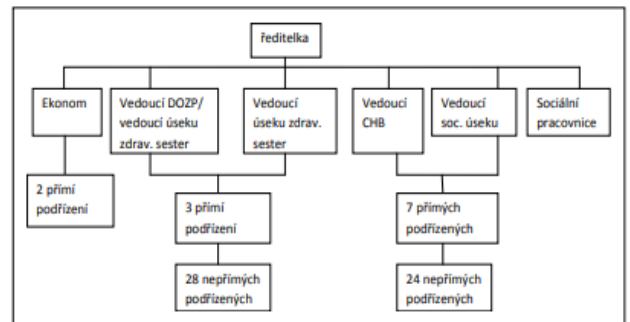 ředitelka
Ekonom
Vedoucí DOZP/
vedoucí úseku
zdrav. sester
Vedoucí
úseku zdrav.
sester
Vedoucí
CHB
Vedoucí
soc. úseku
Sociální
pracovnice
2 přímí
podřízení
3 přímí
podřízení
7 přímých
podřízených
28 nepřímých
podřízených
24 nepřímých
podřízených